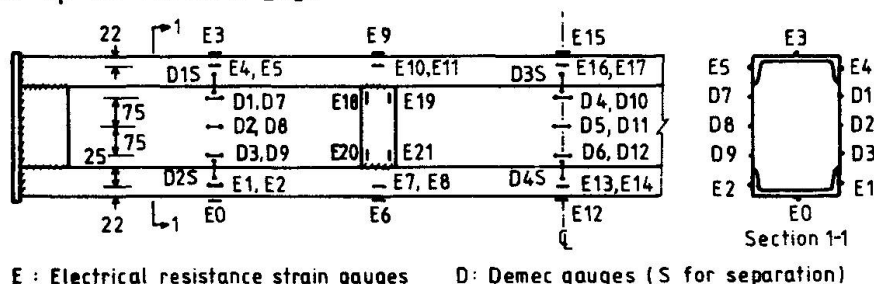 22
1
E3
E9
E15
E3
D1S
E4, E5
E10,E11
D3S
E16,E17
E5
E4
75
D1,D7
E18
E19
D4,D10
D7
D1
D2,D8
D5,D11
D8
D2
75
25
D3,D9
E20
E21
D6,D12
D9
D3
D2S
E1, E2
E7, E8
D4S
E13,E14
E2
E1
22
1
E0
E6
E12
E0
℄
Section 1-1
E : Electrical resistance strain gauges D: Demec gauges (S for separation)